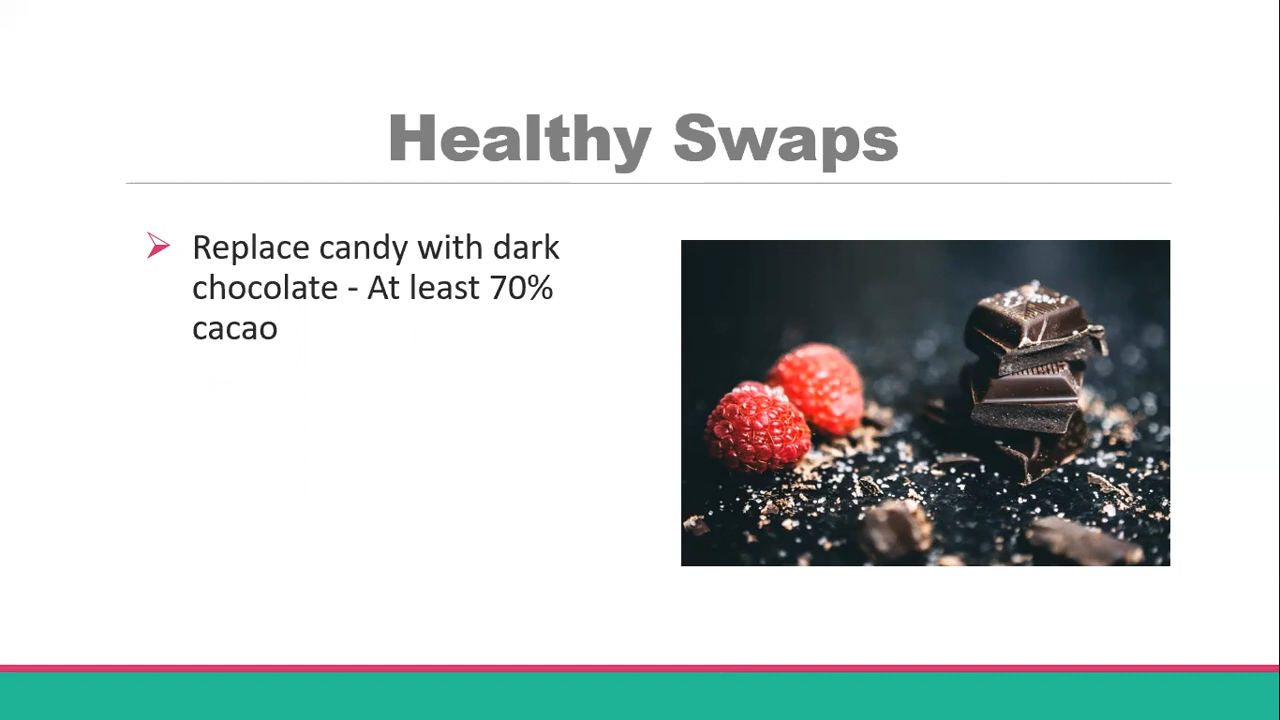 Healthy Swaps
Replace candy with dark
chocolate - At least 70%
cacao